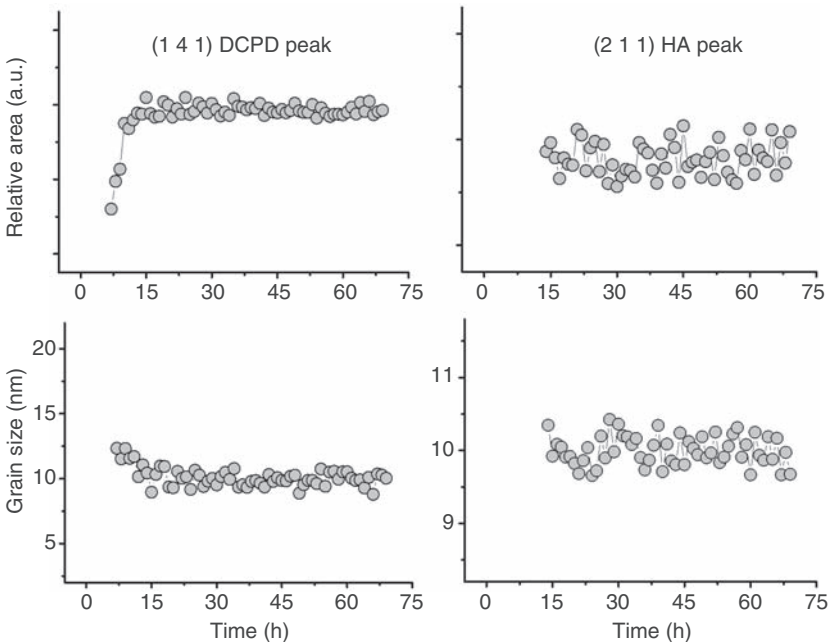 (1 4 1) DCPD peak
Relative area (a.u.)
0 15 30 45 60 75
(2 1 1) HA peak
0 15 30 45 60 75
20
15
10
5
Grain size (nm)
0 15 30 45 60 75
Time (h)
11
10
9
0 15 30 45 60 75
Time (h)